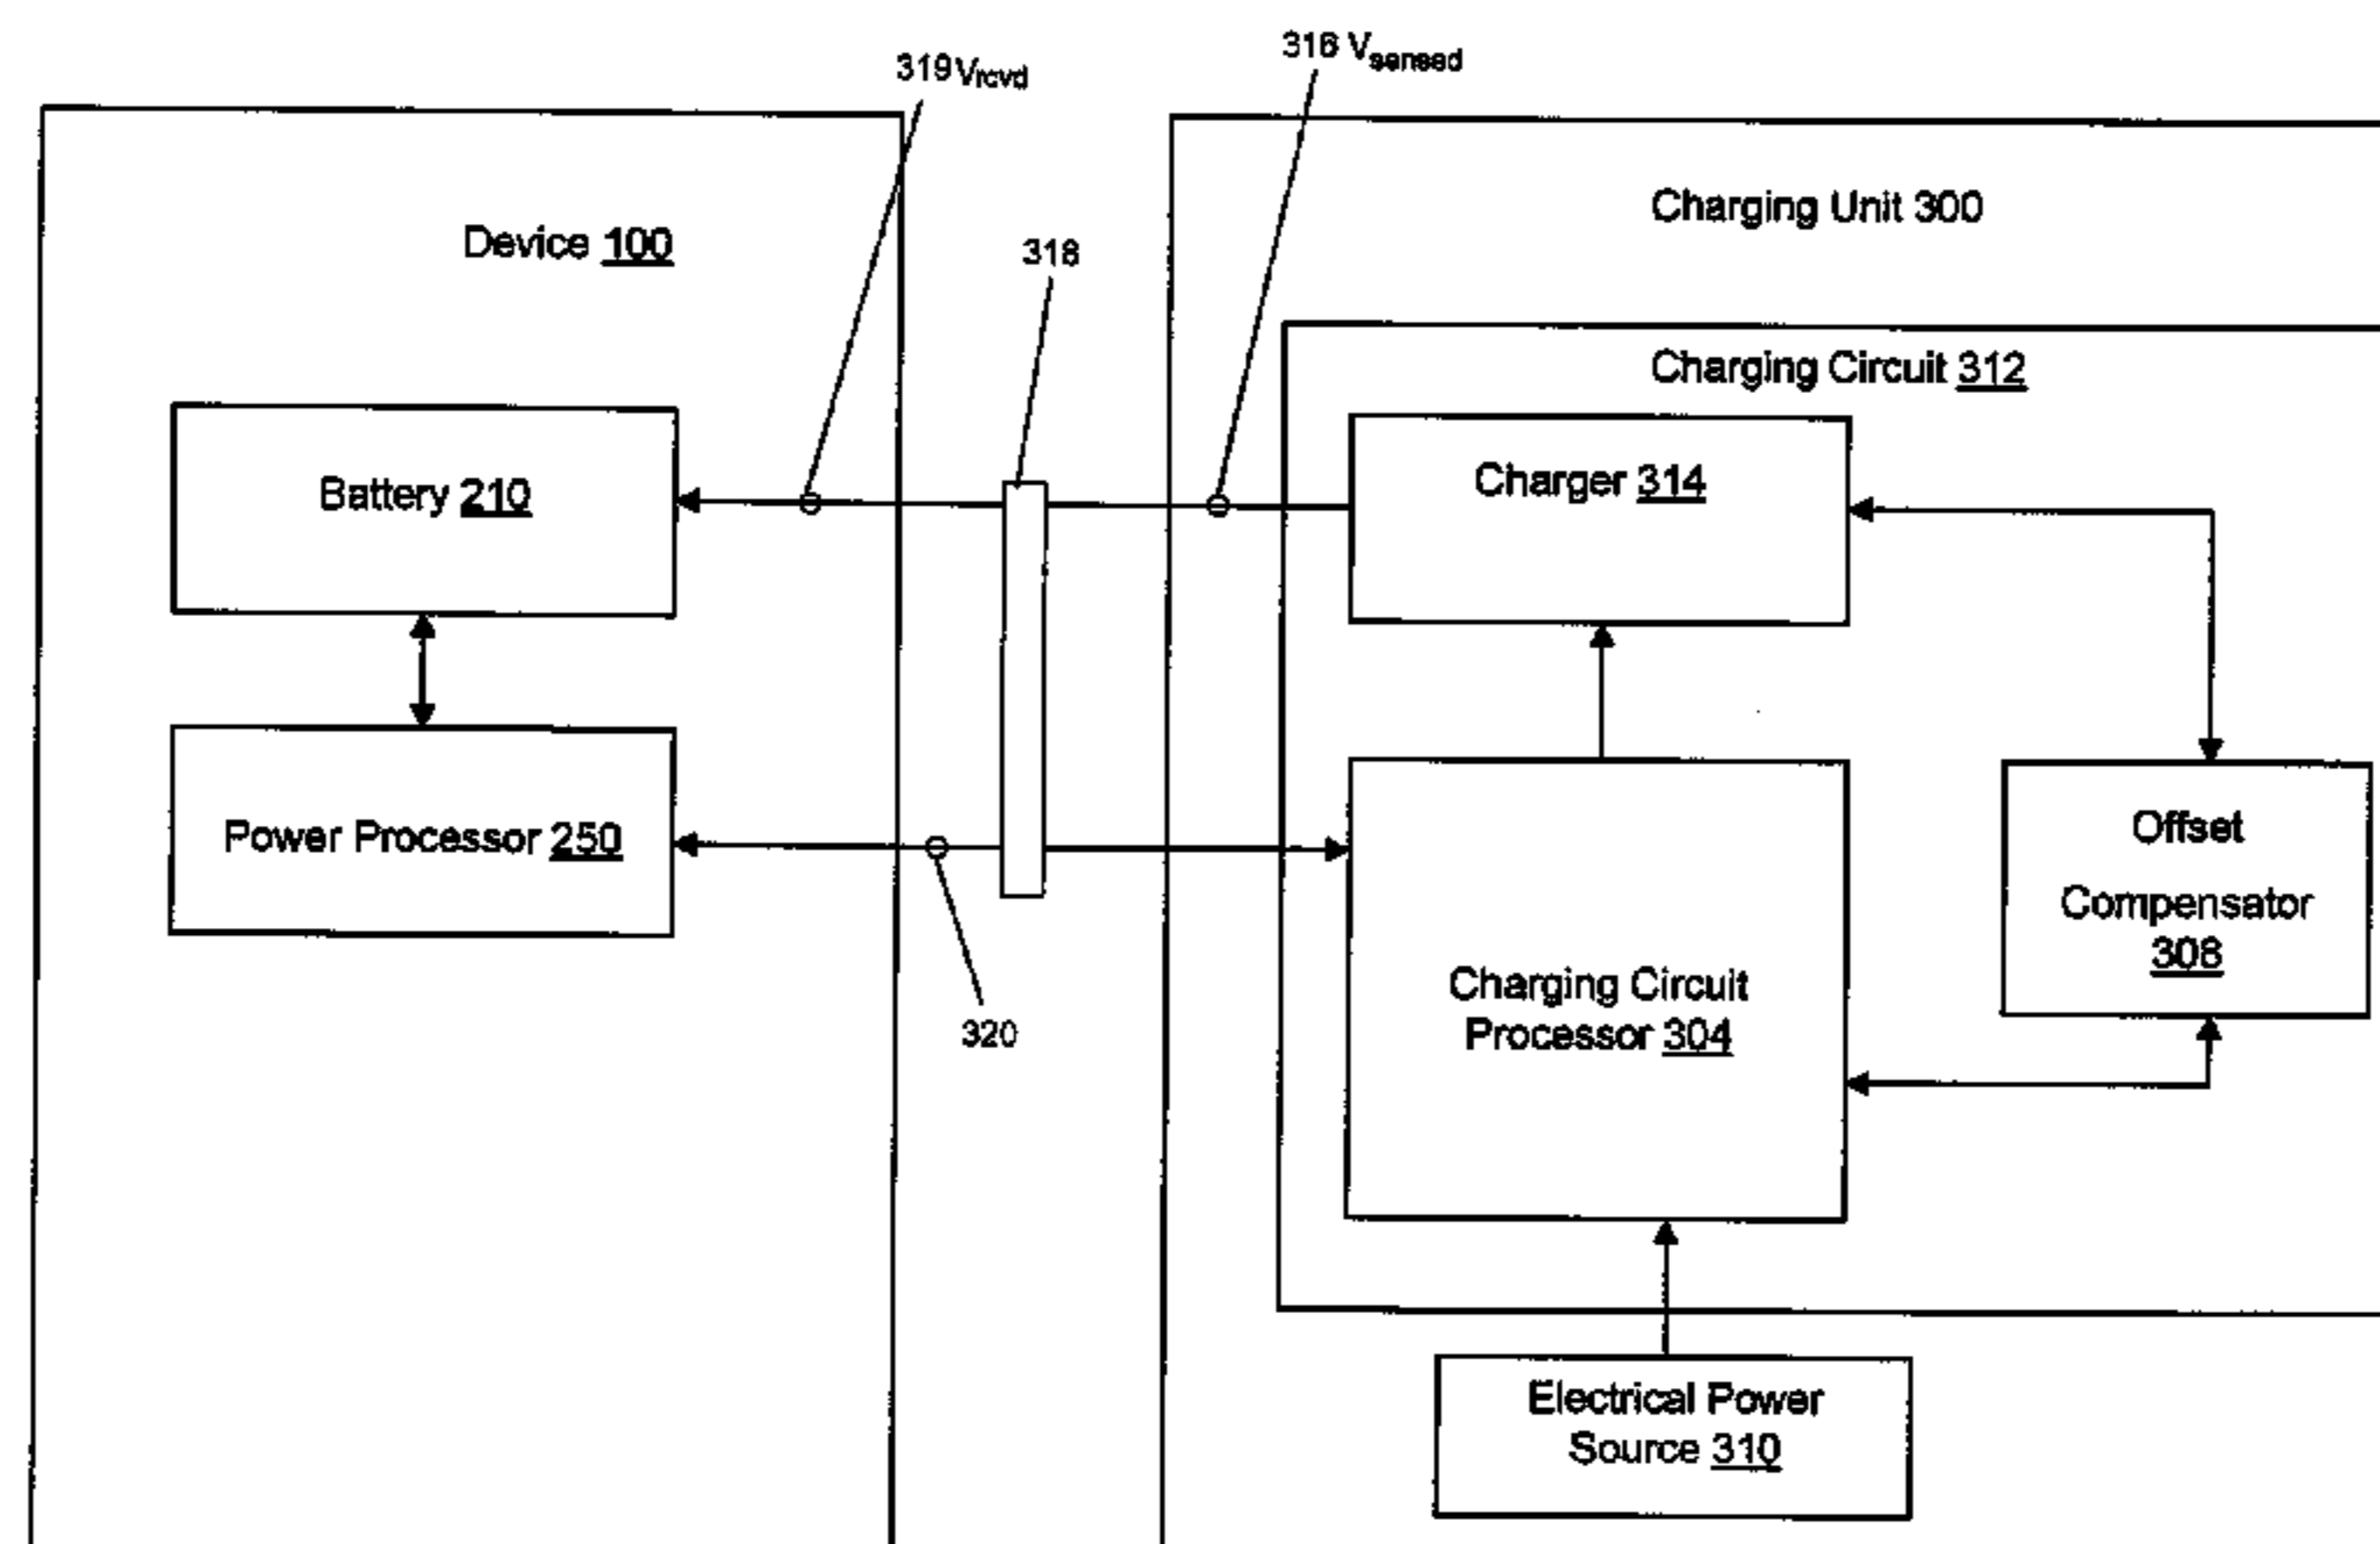 319 Vrcvd
316 Vsensed
Device 100
318
Charging Unit 300
Charging Circuit 312
Battery 210
Charger 314
Power Processor 250
Offset
Compensator
308
Charging Circuit
Processor 304
320
Electrical Power
Source 310